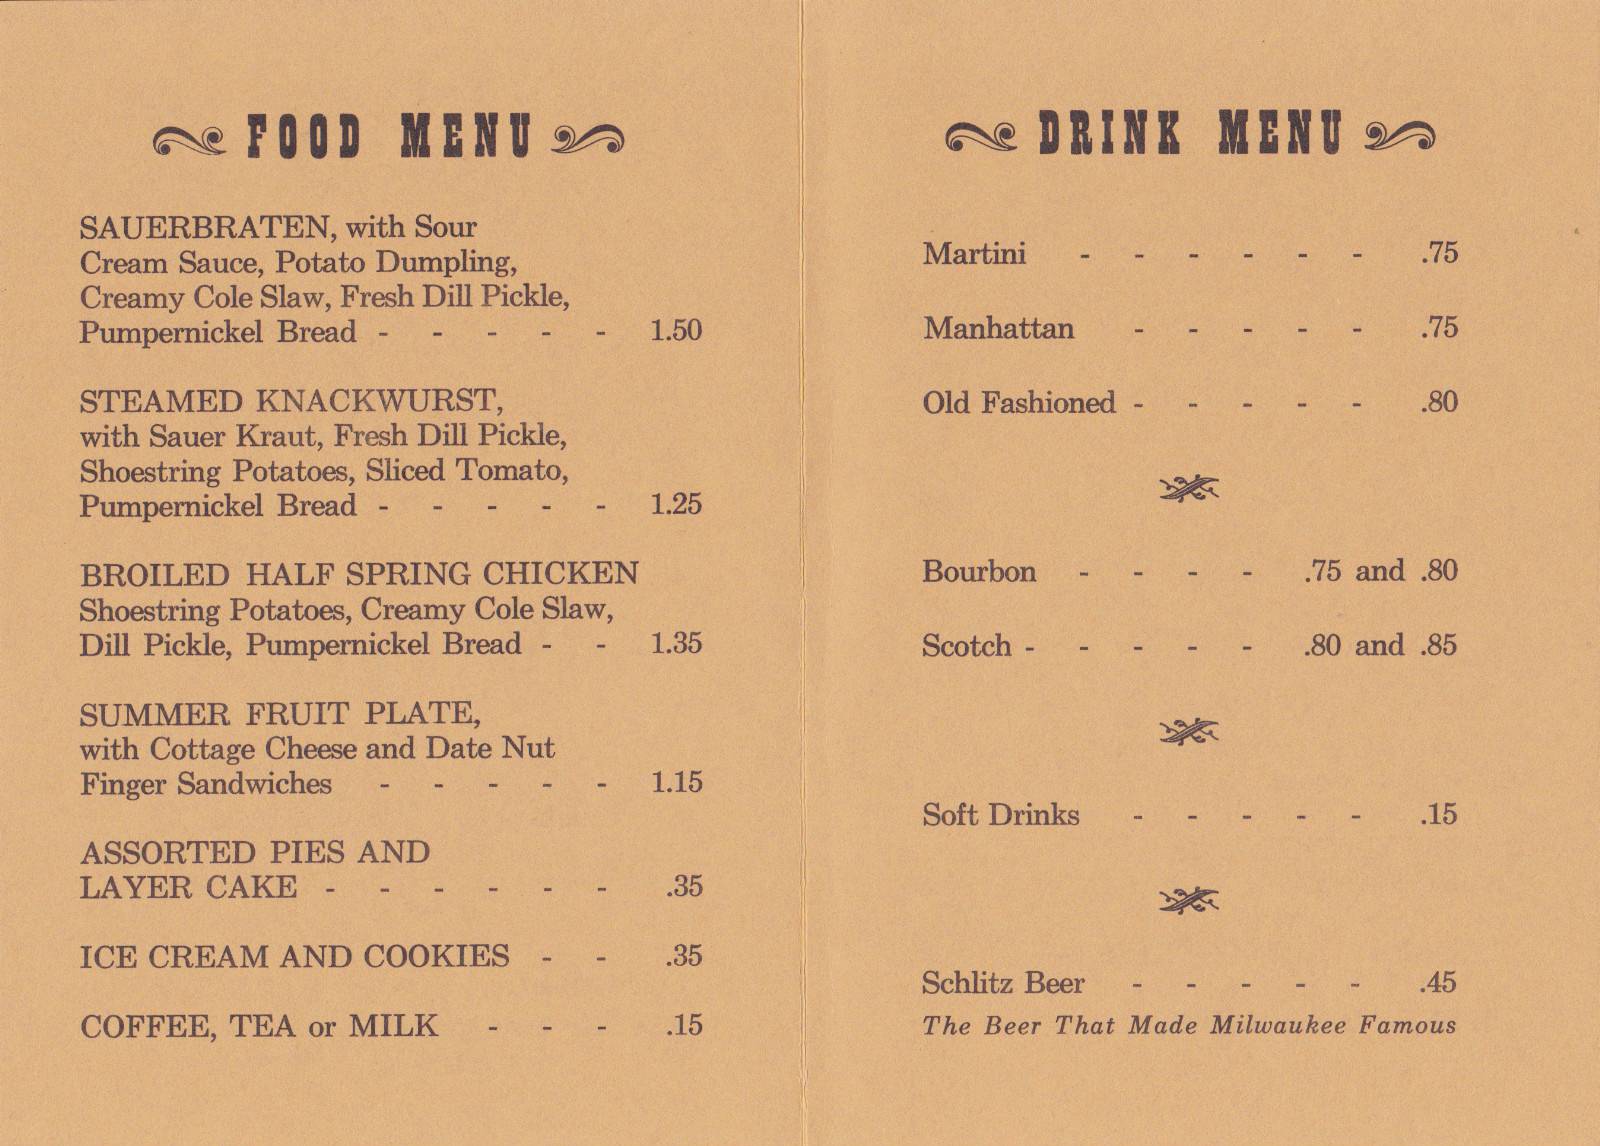 FOOD MENU
SAUERBRATEN, with Sour
Cream Sauce, Potato Dumpling,
Creamy Cole Slaw, Fresh Dill Pickle,
Pumpernickel Bread - - - - - 1.50
STEAMED KNACKWURST,
with Sauer Kraut, Fresh Dill Pickle,
Shoestring Potatoes, Sliced Tomato,
Pumpernickel Bread - - - - - 1.25
BROILED HALF SPRING CHICKEN
Shoestring Potatoes, Creamy Cole Slaw,
Dill Pickle, Pumpernickel Bread - - 1.35
SUMMER FRUIT PLATE,
with Cottage Cheese and Date Nut
Finger Sandwiches - - - - - 1.15
ASSORTED PIES AND
LAYER CAKE - - - - - - .35
ICE CREAM AND COOKIES - - .35
COFFEE, TEA or MILK - - - .15
DRINK MENU
Martini - - - - - - .75
Manhattan - - - - - .75
Old Fashioned - - - - - .80
Bourbon - - - - .75 and .80
Scotch - - - - - .80 and .85
Soft Drinks - - - - - .15
Schlitz Beer - - - - - .45
The Beer That Made Milwaukee Famous